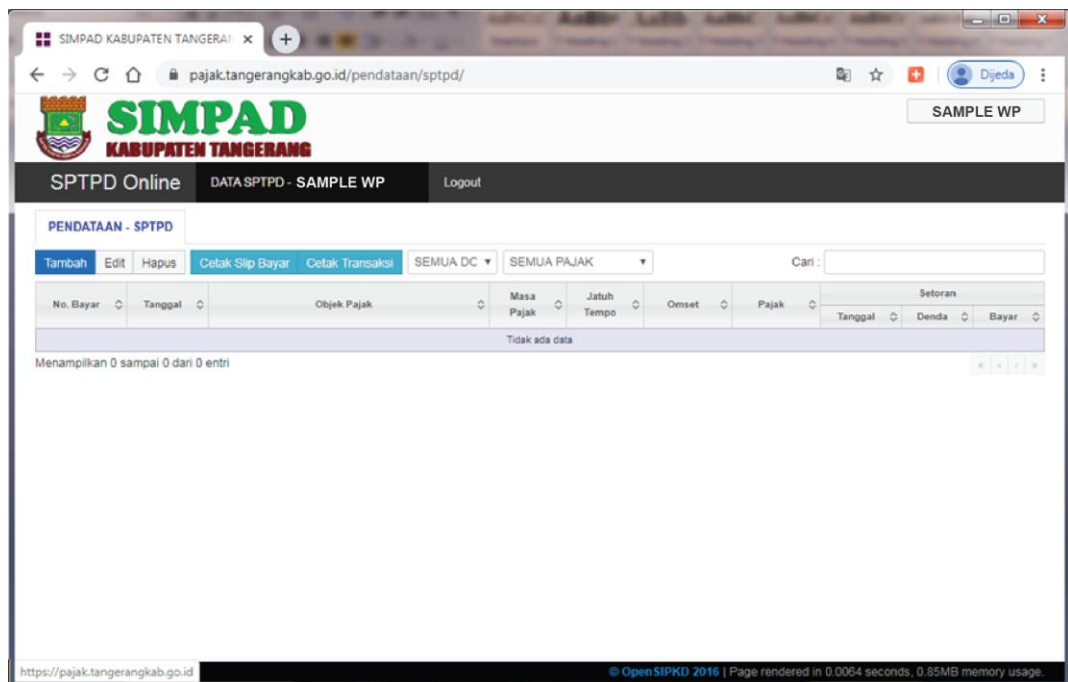 SIMPAD KABUPATEN TANGERA
pajak.tangerangkab.go.id/pendataan/sptpd/
Dijeda
SIMPAD
KABUPATEN TANGERANG
SAMPLE WP
SPTPD Online DATA SPTPD - SAMPLE WP Logout
PENDATAAN - SPTPD
Tambah Edit Hapus Cetak Slip Bayar Cetak Transaksi SEMUA DC SEMUA PAJAK Cari :
No. Bayar Tanggal Objek Pajak Masa Pajak Jatuh Tempo Omset Pajak Setoran
Tanggal Denda Bayar
Tidak ada data
Menampilkan 0 sampai 0 dari 0 entri
https://pajak.tangerangkab.go.id
© OpenSIPKD 2016 | Page rendered in 0.0064 seconds, 0.85MB memory usage.